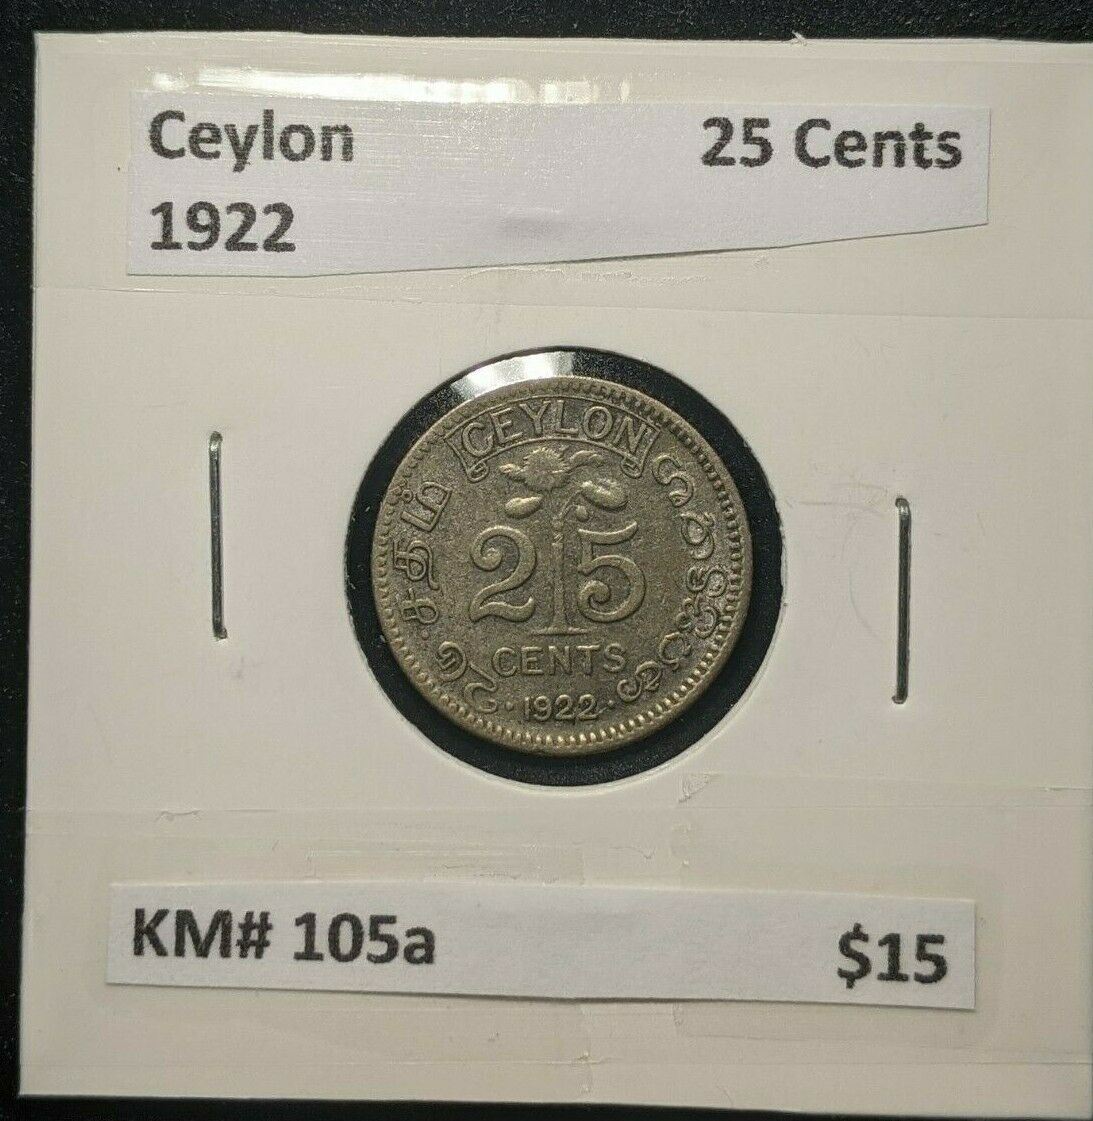 Ceylon 25 Cents
1922
CEYLON
25
CENTS
1922
KM# 105a $15